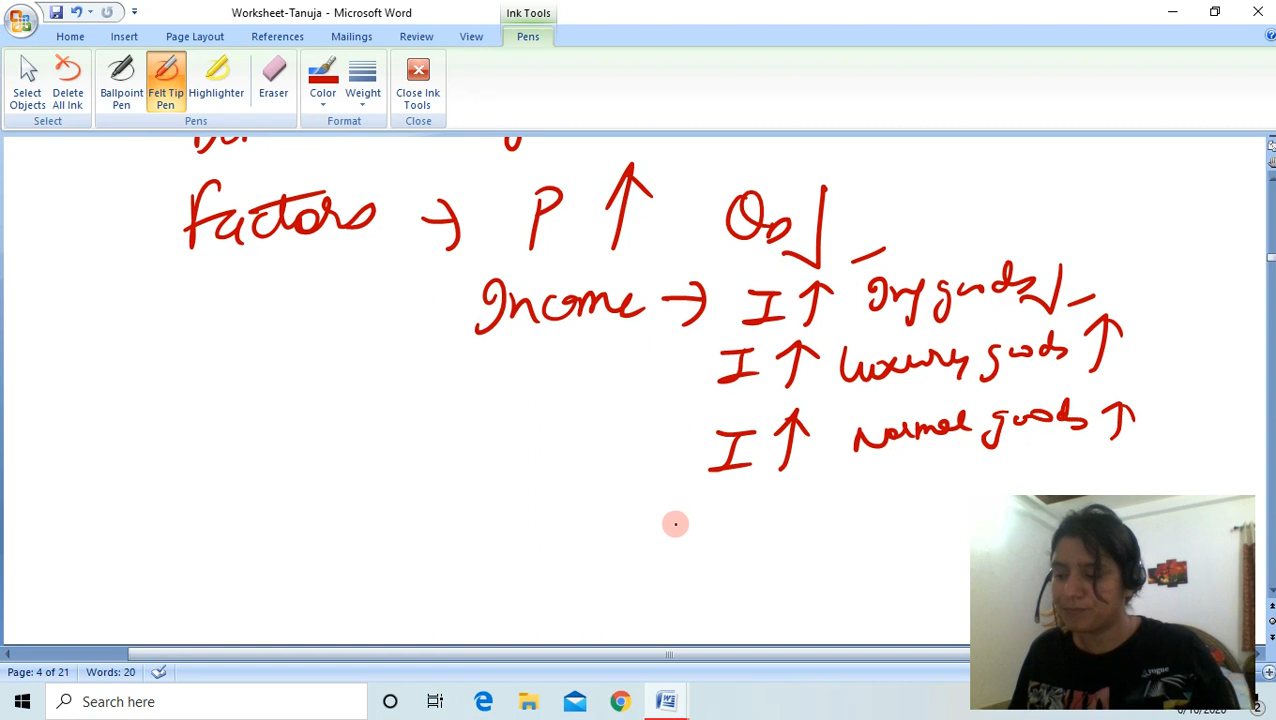 Worksheet-Tanuja - Microsoft Word
Ink Tools
Home Insert Page Layout References Mailings Review View Pens
Select Objects
Delete All Ink
Ballpoint Pen
Felt Tip Pen
Highlighter
Eraser
Color
Weight
Close Ink Tools
Select Pens Format Close
Factors → P ↑ QD ↓
Income → I ↑ Inf goods ↓
I ↑ Luxury goods ↑
I ↑ Normal goods ↑
vogue
Page: 4 of 21 Words: 20
Search here